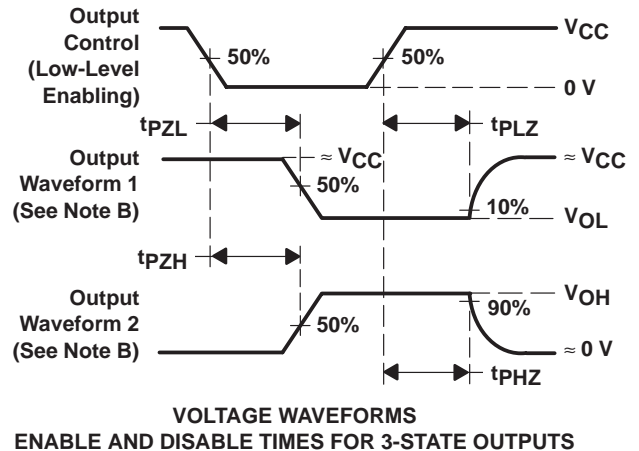 Output
Control
(Low-Level
Enabling)
50%
50%
VCC
0 V
tPZL
tPLZ
Output
Waveform 1
(See Note B)
≈ VCC
50%
≈ VCC
10%
VOL
tPZH
Output
Waveform 2
(See Note B)
50%
VOH
90%
≈ 0 V
tPHZ
VOLTAGE WAVEFORMS
ENABLE AND DISABLE TIMES FOR 3-STATE OUTPUTS